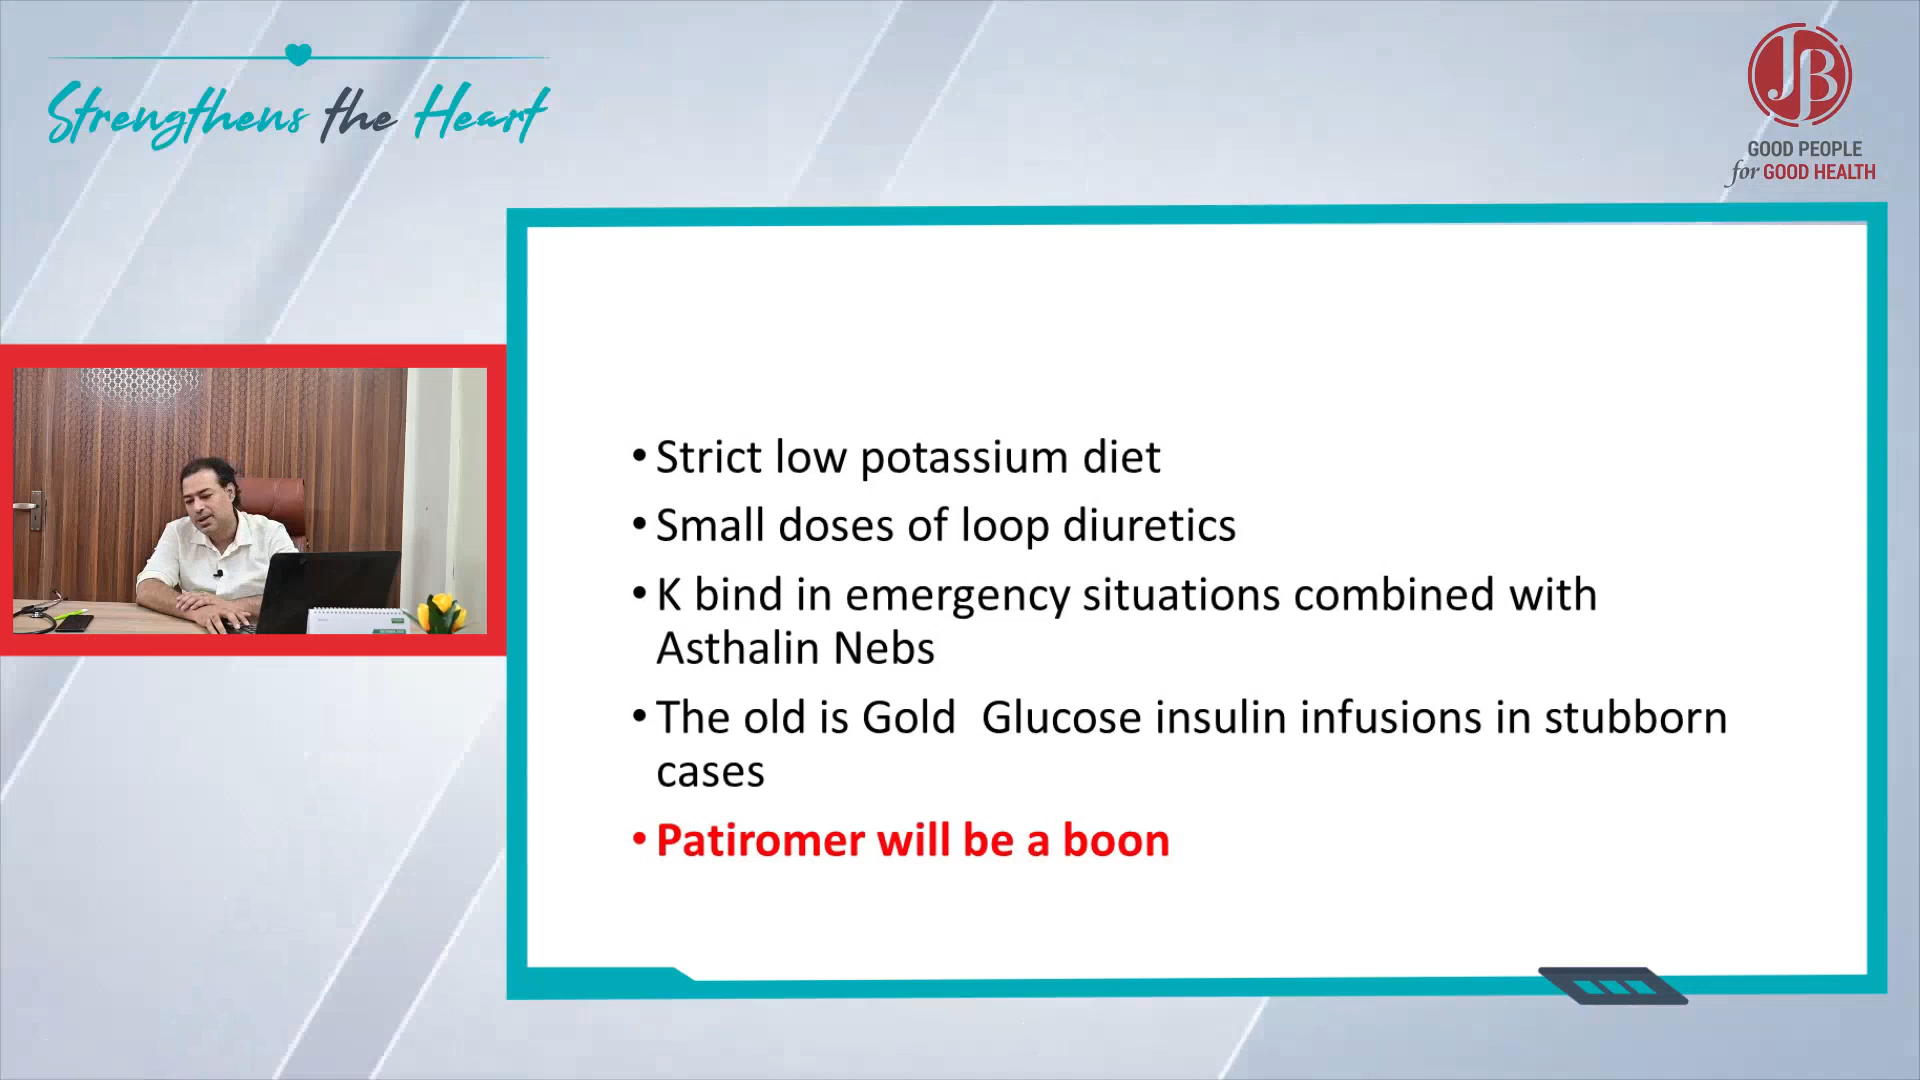 Strengthens the Heart
JB
GOOD PEOPLE
for GOOD HEALTH
• Strict low potassium diet
• Small doses of loop diuretics
• K bind in emergency situations combined with
Asthalin Nebs
• The old is Gold  Glucose insulin infusions in stubborn
cases
• Patiromer will be a boon